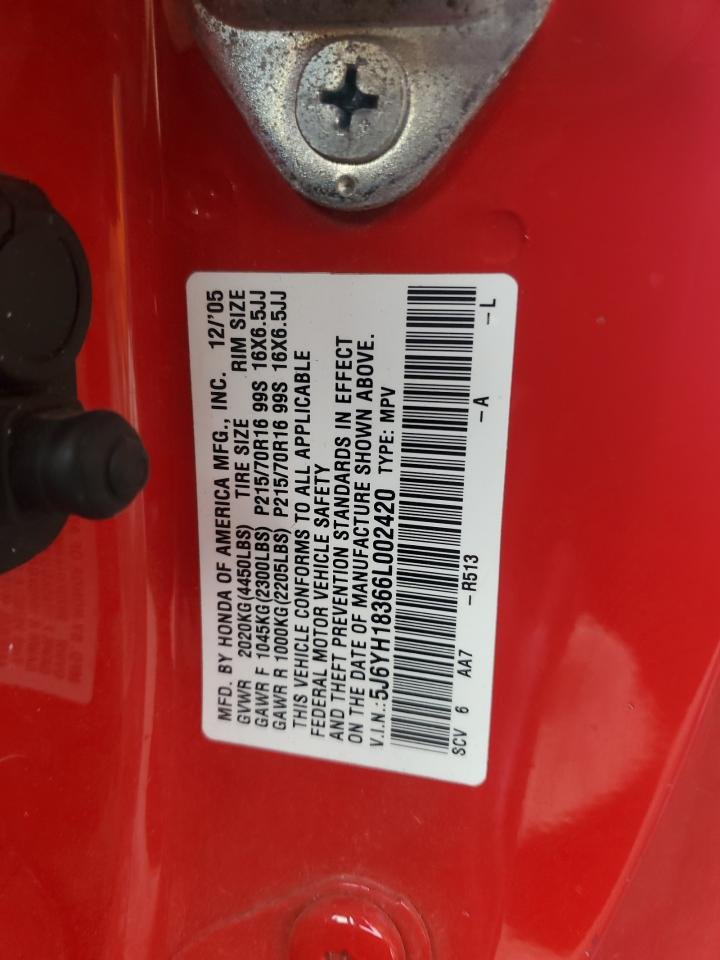 MFD. BY HONDA OF AMERICA MFG., INC. 12/'05
GVWR 2020KG(4450LBS) TIRE SIZE RIM SIZE
GAWR F 1045KG(2300LBS) P215/70R16 99S 16X6.5JJ
GAWR R 1000KG(2205LBS) P215/70R16 99S 16X6.5JJ
THIS VEHICLE CONFORMS TO ALL APPLICABLE
FEDERAL MOTOR VEHICLE SAFETY
AND THEFT PREVENTION STANDARDS IN EFFECT
ON THE DATE OF MANUFACTURE SHOWN ABOVE.
V.I.N.:5J6YH18366L002420 TYPE: MPV
SCV 6 AA7 -R513 -A -L